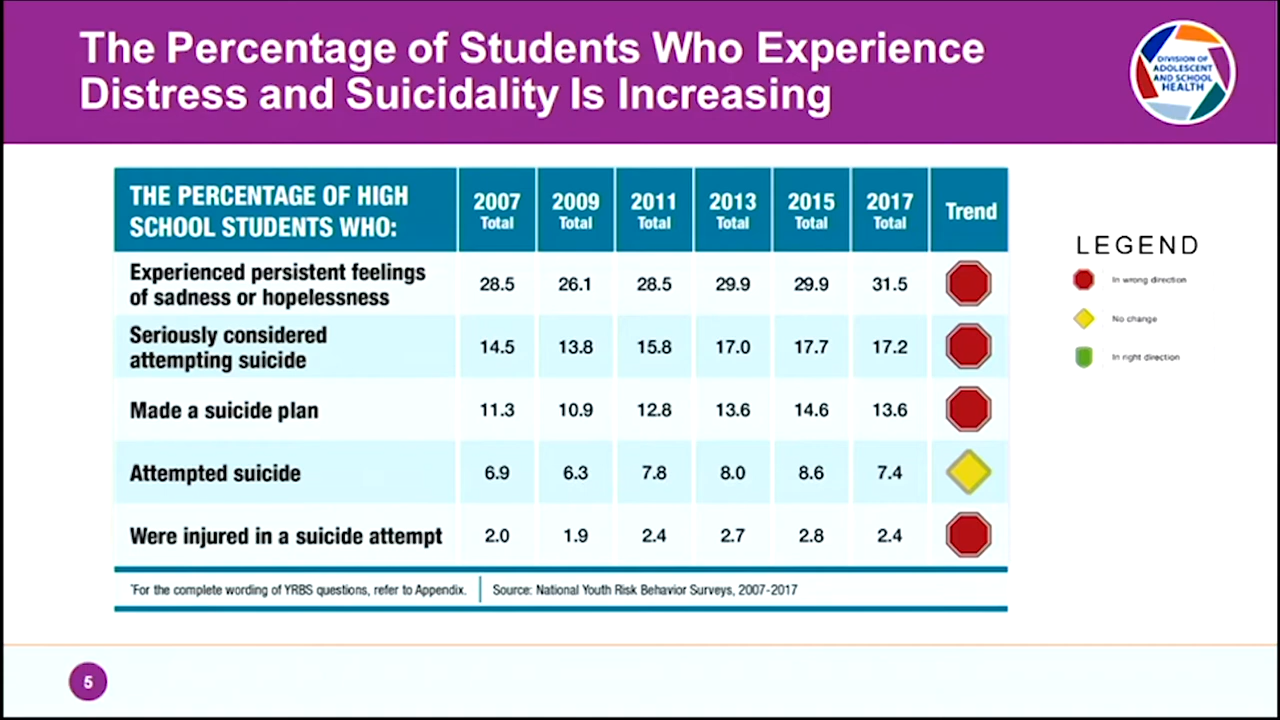 The Percentage of Students Who Experience
Distress and Suicidality Is Increasing
DIVISION OF
ADOLESCENT
AND SCHOOL
HEALTH
THE PERCENTAGE OF HIGH
SCHOOL STUDENTS WHO:
2007 Total 2009 Total 2011 Total 2013 Total 2015 Total 2017 Total Trend
Experienced persistent feelings
of sadness or hopelessness
28.5 26.1 28.5 29.9 29.9 31.5
Seriously considered
attempting suicide
14.5 13.8 15.8 17.0 17.7 17.2
Made a suicide plan 11.3 10.9 12.8 13.6 14.6 13.6
Attempted suicide 6.9 6.3 7.8 8.0 8.6 7.4
Were injured in a suicide attempt 2.0 1.9 2.4 2.7 2.8 2.4
*For the complete wording of YRBS questions, refer to Appendix. Source: National Youth Risk Behavior Surveys, 2007-2017
LEGEND
In wrong direction
No change
In right direction
5